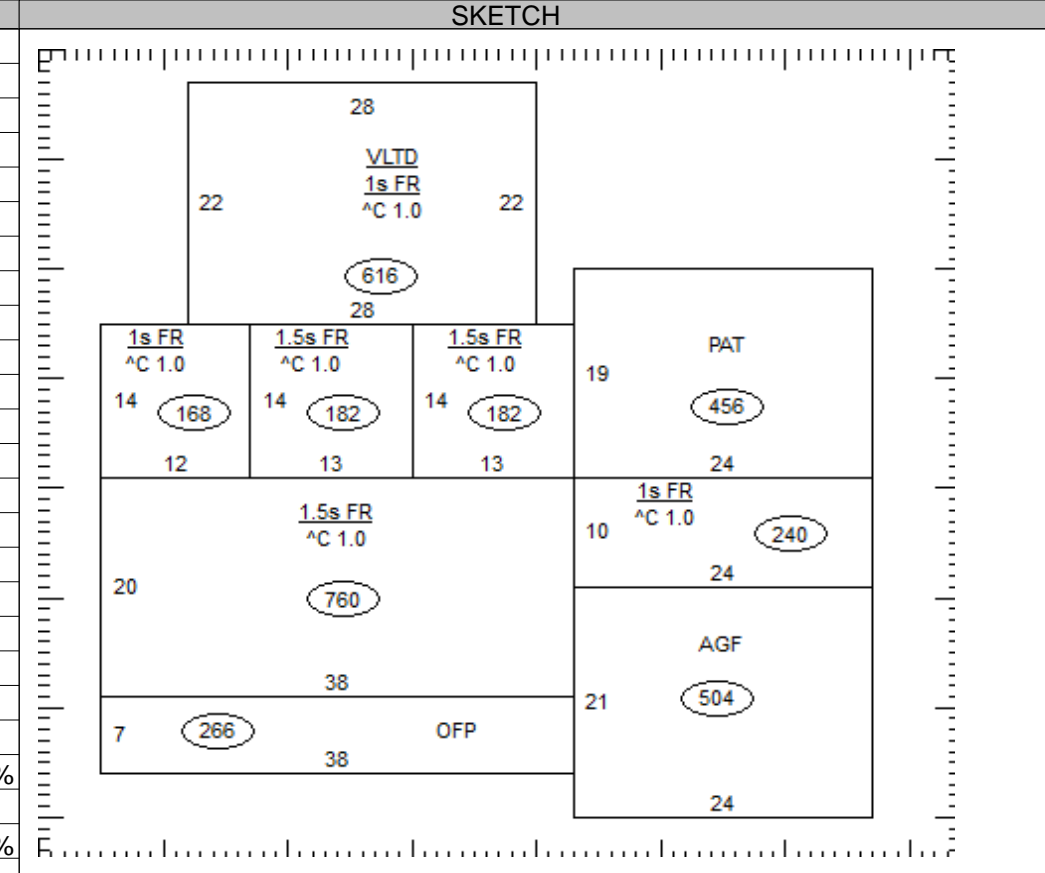 SKETCH
28
VLTD
1s FR
^C 1.0
22 22
616
28
1s FR
^C 1.0
14 168
12
1.5s FR
^C 1.0
14 182
13
1.5s FR
^C 1.0
14 182
13
PAT
19
456
24
1s FR
^C 1.0
10 240
24
1.5s FR
^C 1.0
20
760
38
AGF
21 504
24
7 266 OFP
38
%
%